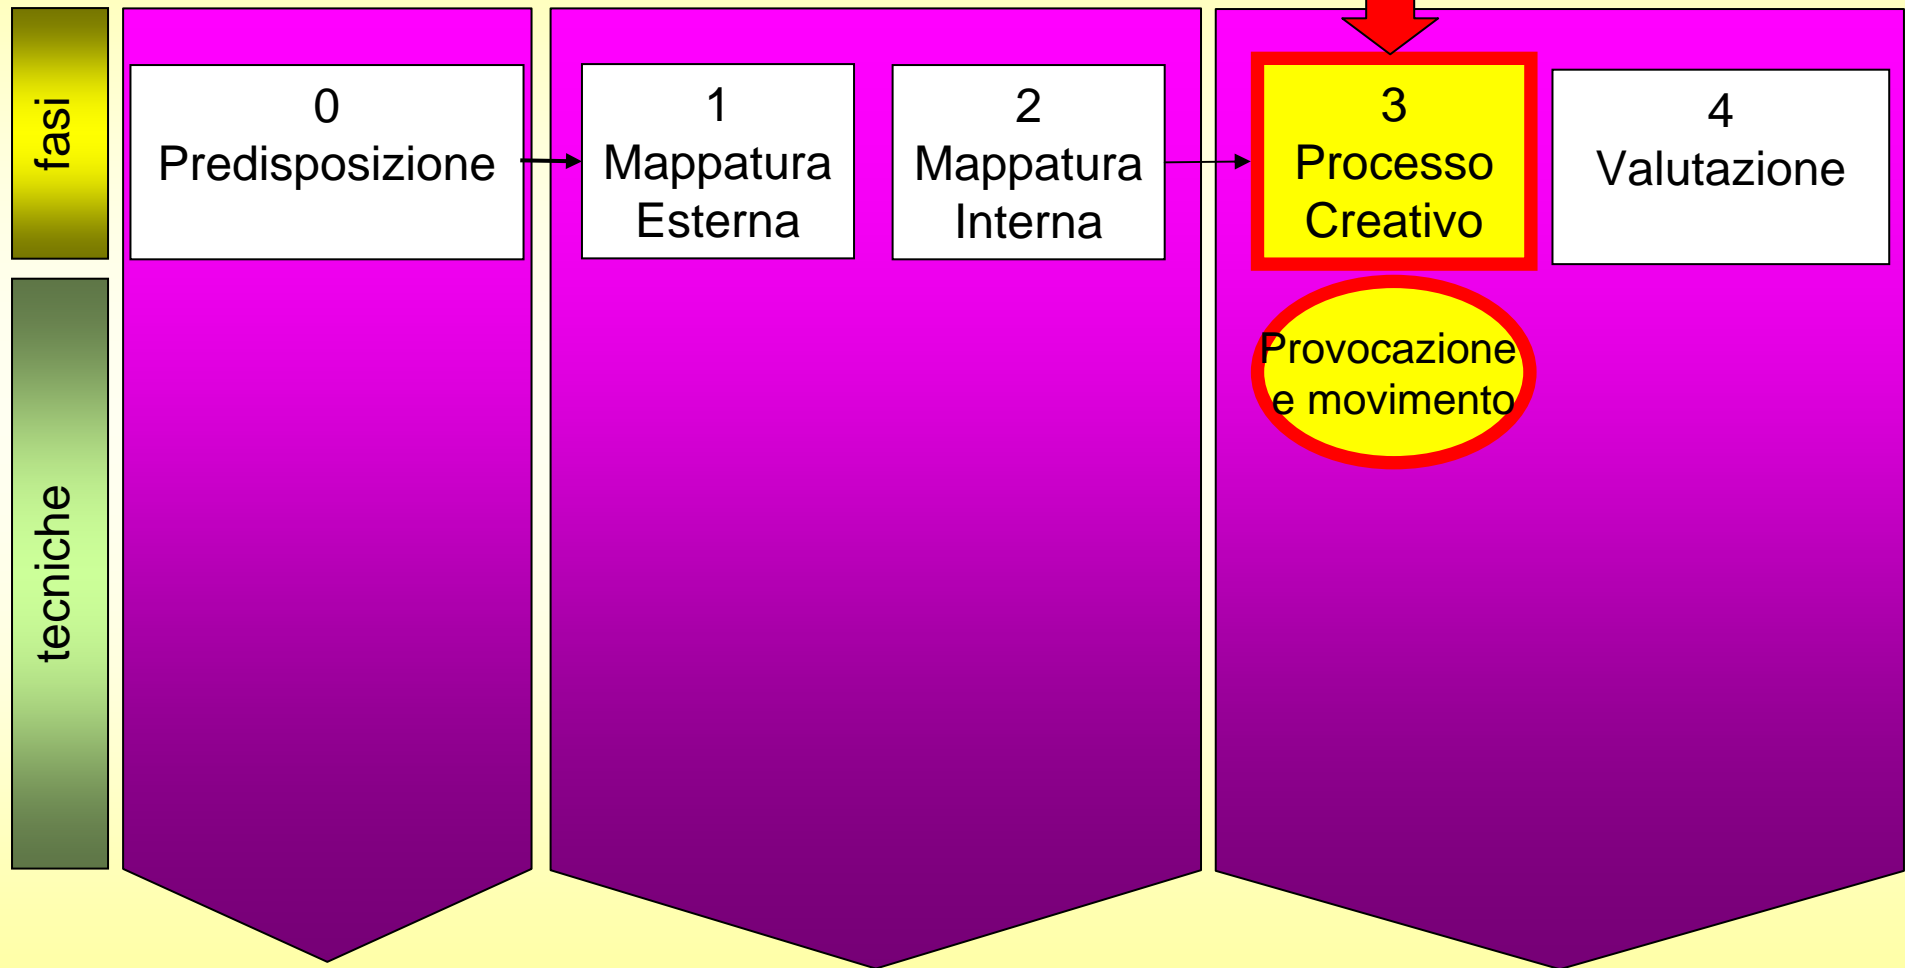 fasi
0
Predisposizione
1
Mappatura
Esterna
2
Mappatura
Interna
3
Processo
Creativo
4
Valutazione
tecniche
Provocazione
e movimento